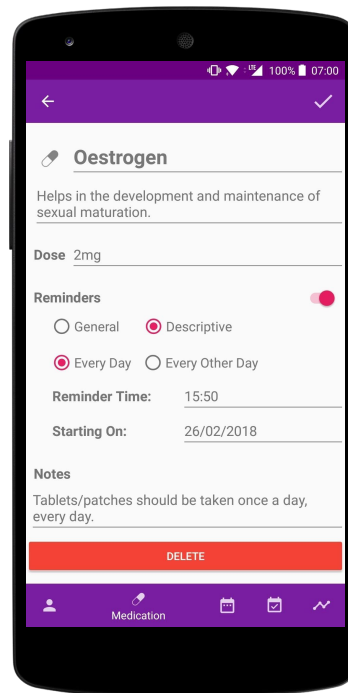 LTE 100% 07:00
Oestrogen
Helps in the development and maintenance of
sexual maturation.
Dose 2mg
Reminders
General Descriptive
Every Day Every Other Day
Reminder Time: 15:50
Starting On: 26/02/2018
Notes
Tablets/patches should be taken once a day,
every day.
DELETE
Medication